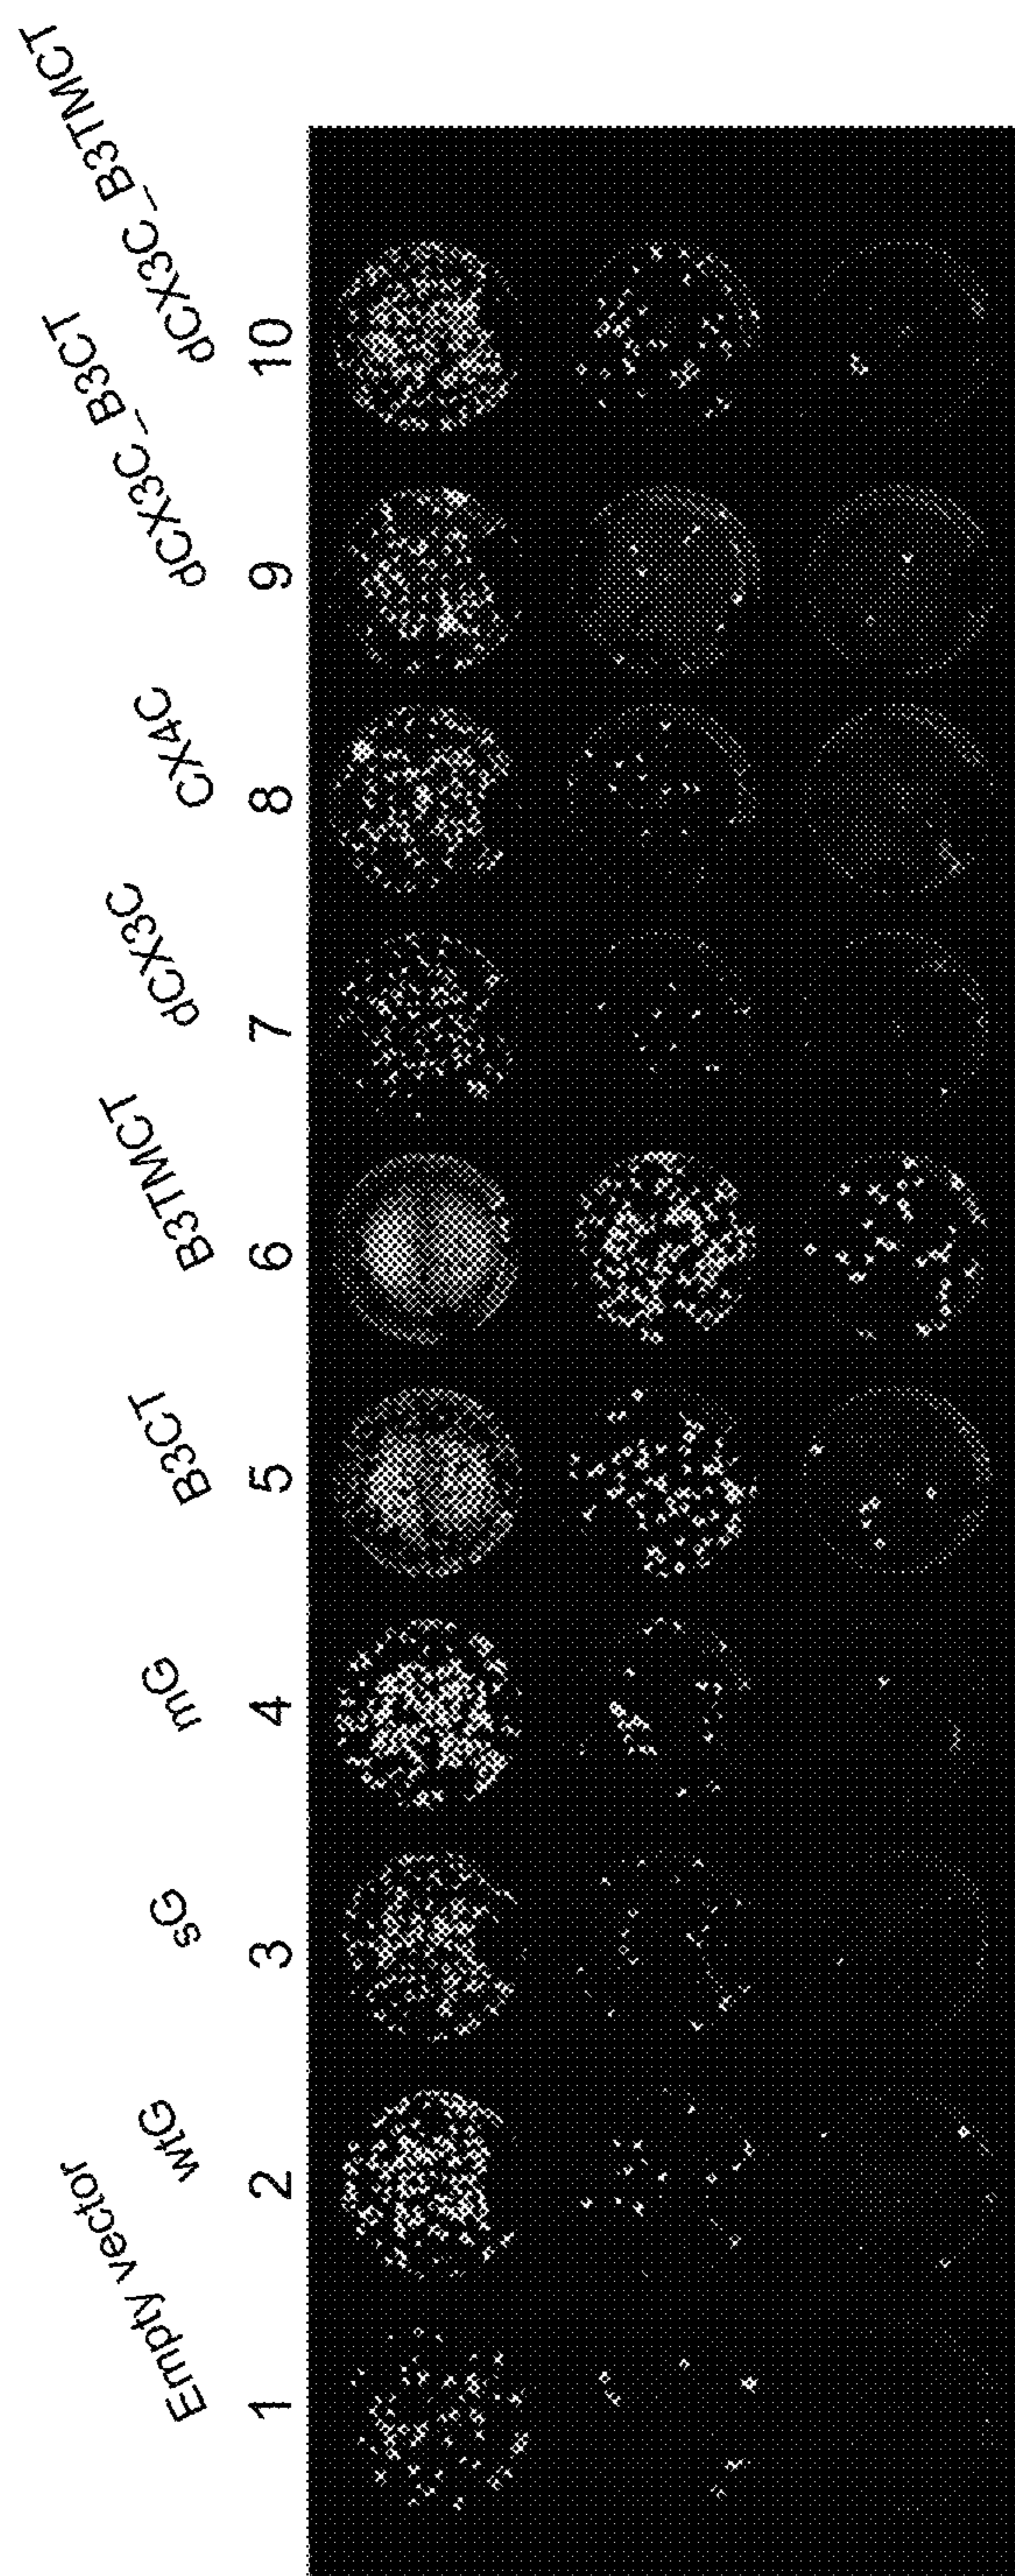 Empty vector
wtG
sG
mG
B3CT
B3TMCT
dCX3C
CX4C
dCX3C_B3CT
dCX3C_B3TMCT
1 2 3 4 5 6 7 8 9 10